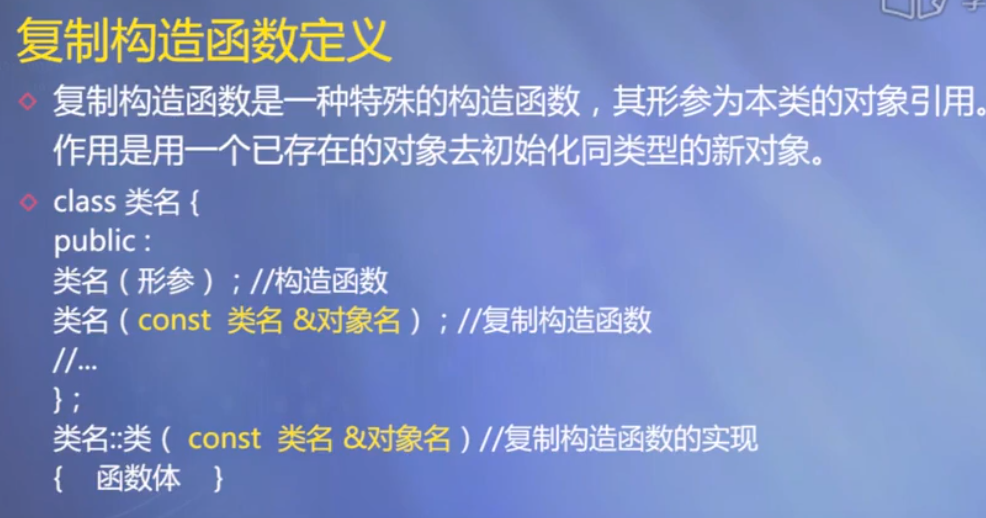 复制构造函数定义
复制构造函数是一种特殊的构造函数，其形参为本类的对象引用。
作用是用一个已存在的对象去初始化同类型的新对象。
class 类名 {
public :
类名（形参）；//构造函数
类名（const 类名 &对象名）；//复制构造函数
//...
}；
类名::类（ const 类名 &对象名）//复制构造函数的实现
{ 函数体 }